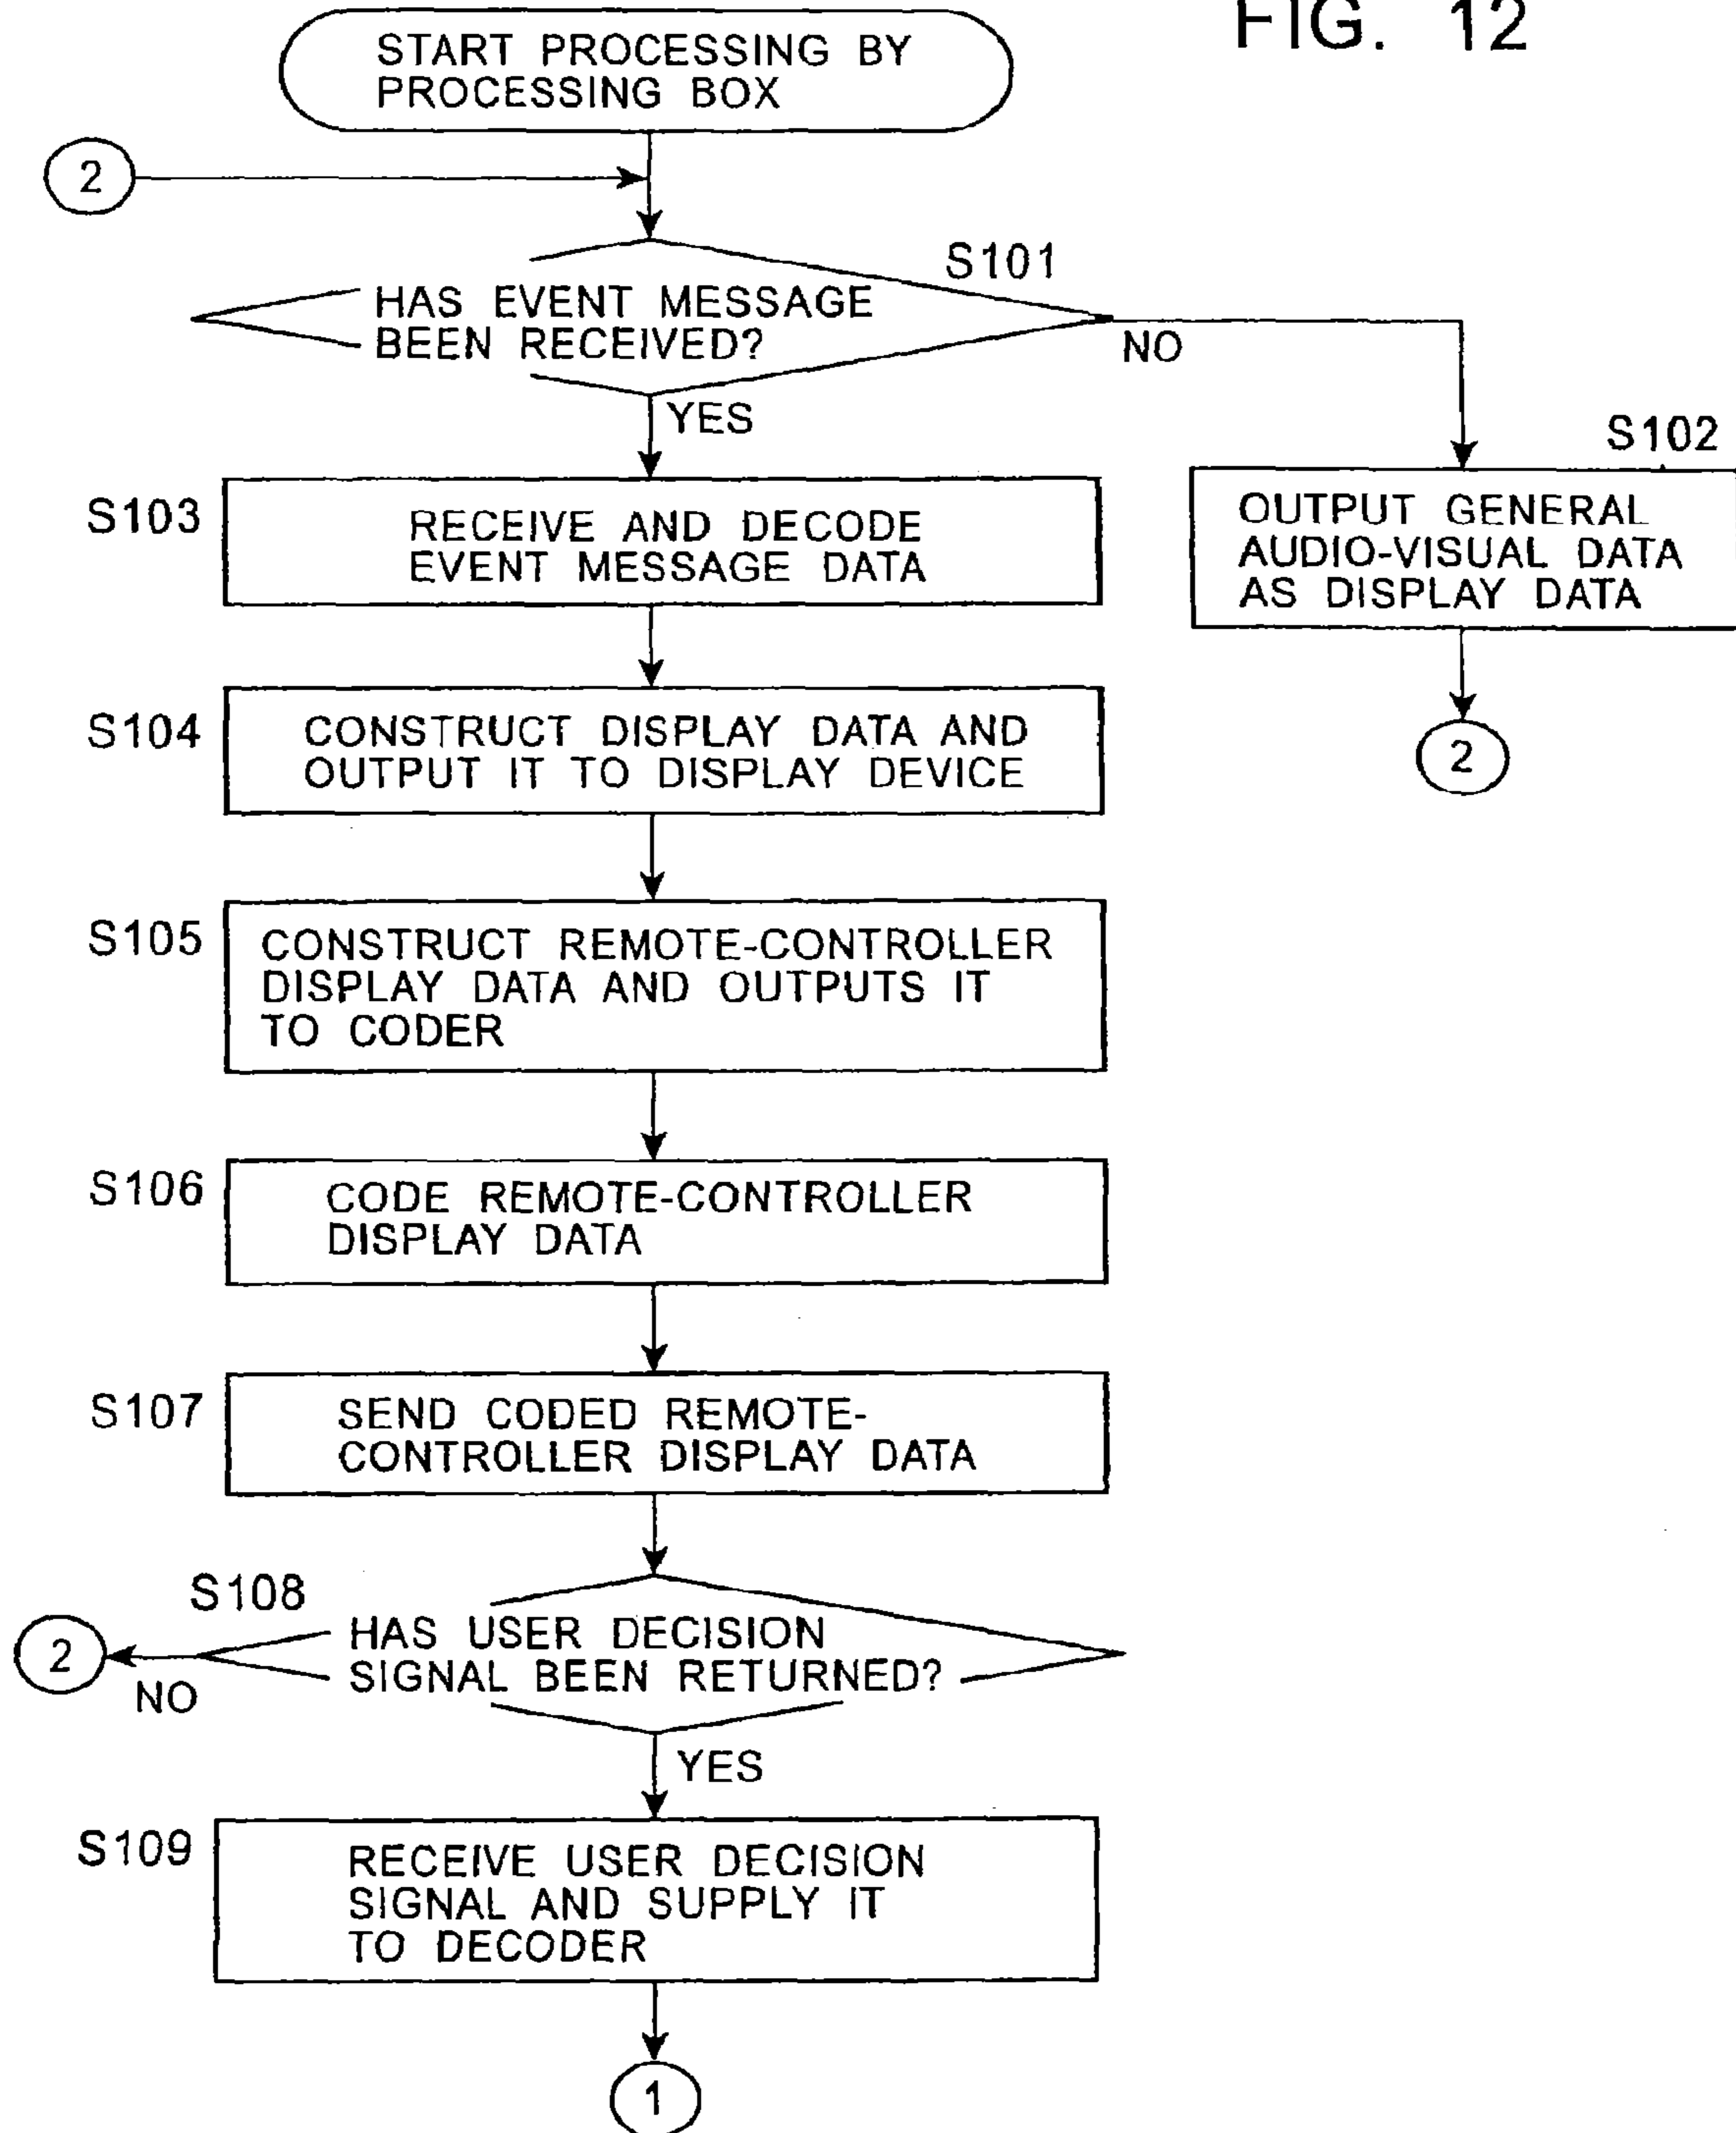 FIG. 12
START PROCESSING BY
PROCESSING BOX
2
S101
HAS EVENT MESSAGE
BEEN RECEIVED?
NO
YES
S102
OUTPUT GENERAL
AUDIO-VISUAL DATA
AS DISPLAY DATA
2
S103
RECEIVE AND DECODE
EVENT MESSAGE DATA
S104
CONSTRUCT DISPLAY DATA AND
OUTPUT IT TO DISPLAY DEVICE
S105
CONSTRUCT REMOTE-CONTROLLER
DISPLAY DATA AND OUTPUTS IT
TO CODER
S106
CODE REMOTE-CONTROLLER
DISPLAY DATA
S107
SEND CODED REMOTE-
CONTROLLER DISPLAY DATA
S108
HAS USER DECISION
SIGNAL BEEN RETURNED?
2
NO
YES
S109
RECEIVE USER DECISION
SIGNAL AND SUPPLY IT
TO DECODER
1